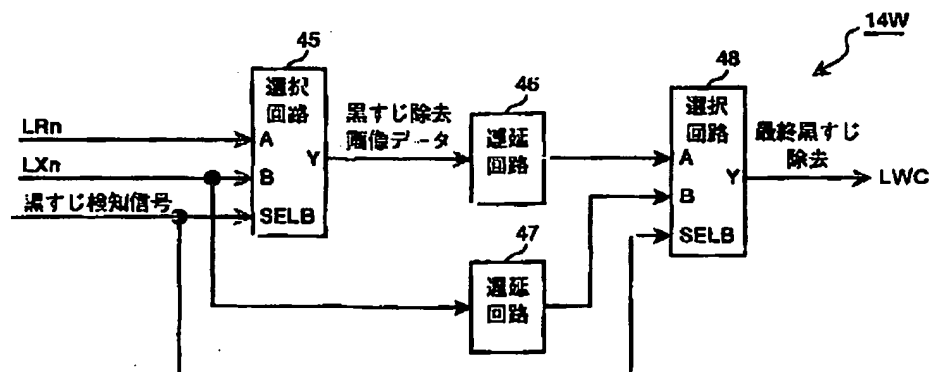 14W
45
選択
回路
LRn
A
LXn
B
Y
黒すじ検知信号
SELB
黒すじ除去
画像データ
46
遅延
回路
47
遅延
回路
48
選択
回路
A
B
Y
SELB
最終黒すじ
除去
LWC